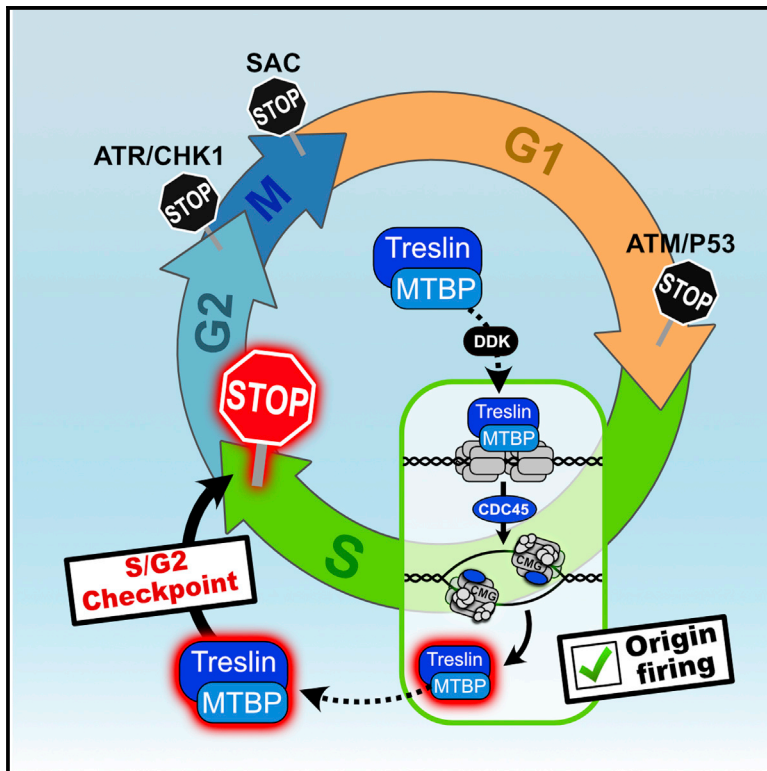 SAC
STOP
ATR/CHK1
STOP
M
G1
ATM/P53
STOP
G2
Treslin
MTBP
DDK
STOP
Treslin
MTBP
CDC45
S
CMG
CMG
S/G2
Checkpoint
Treslin
MTBP
Treslin
MTBP
Origin
firing